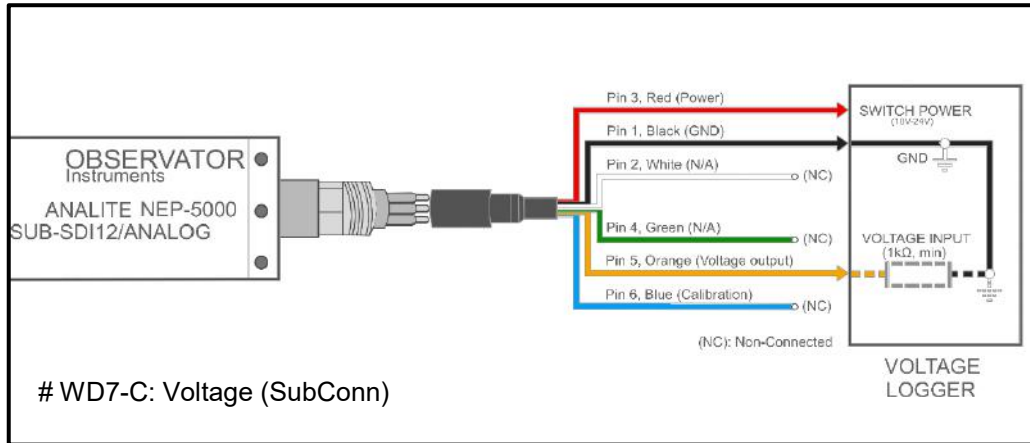 OBSERVATOR
Instruments
ANALITE NEP-5000
SUB-SDI12/ANALOG
Pin 3, Red (Power)
Pin 1, Black (GND)
Pin 2, White (N/A)
(NC)
Pin 4, Green (N/A)
(NC)
Pin 5, Orange (Voltage output)
Pin 6, Blue (Calibration)
(NC)
(NC): Non-Connected
SWITCH POWER
(10V-24V)
GND
VOLTAGE INPUT
(1kΩ, min)
VOLTAGE
LOGGER
# WD7-C: Voltage (SubConn)